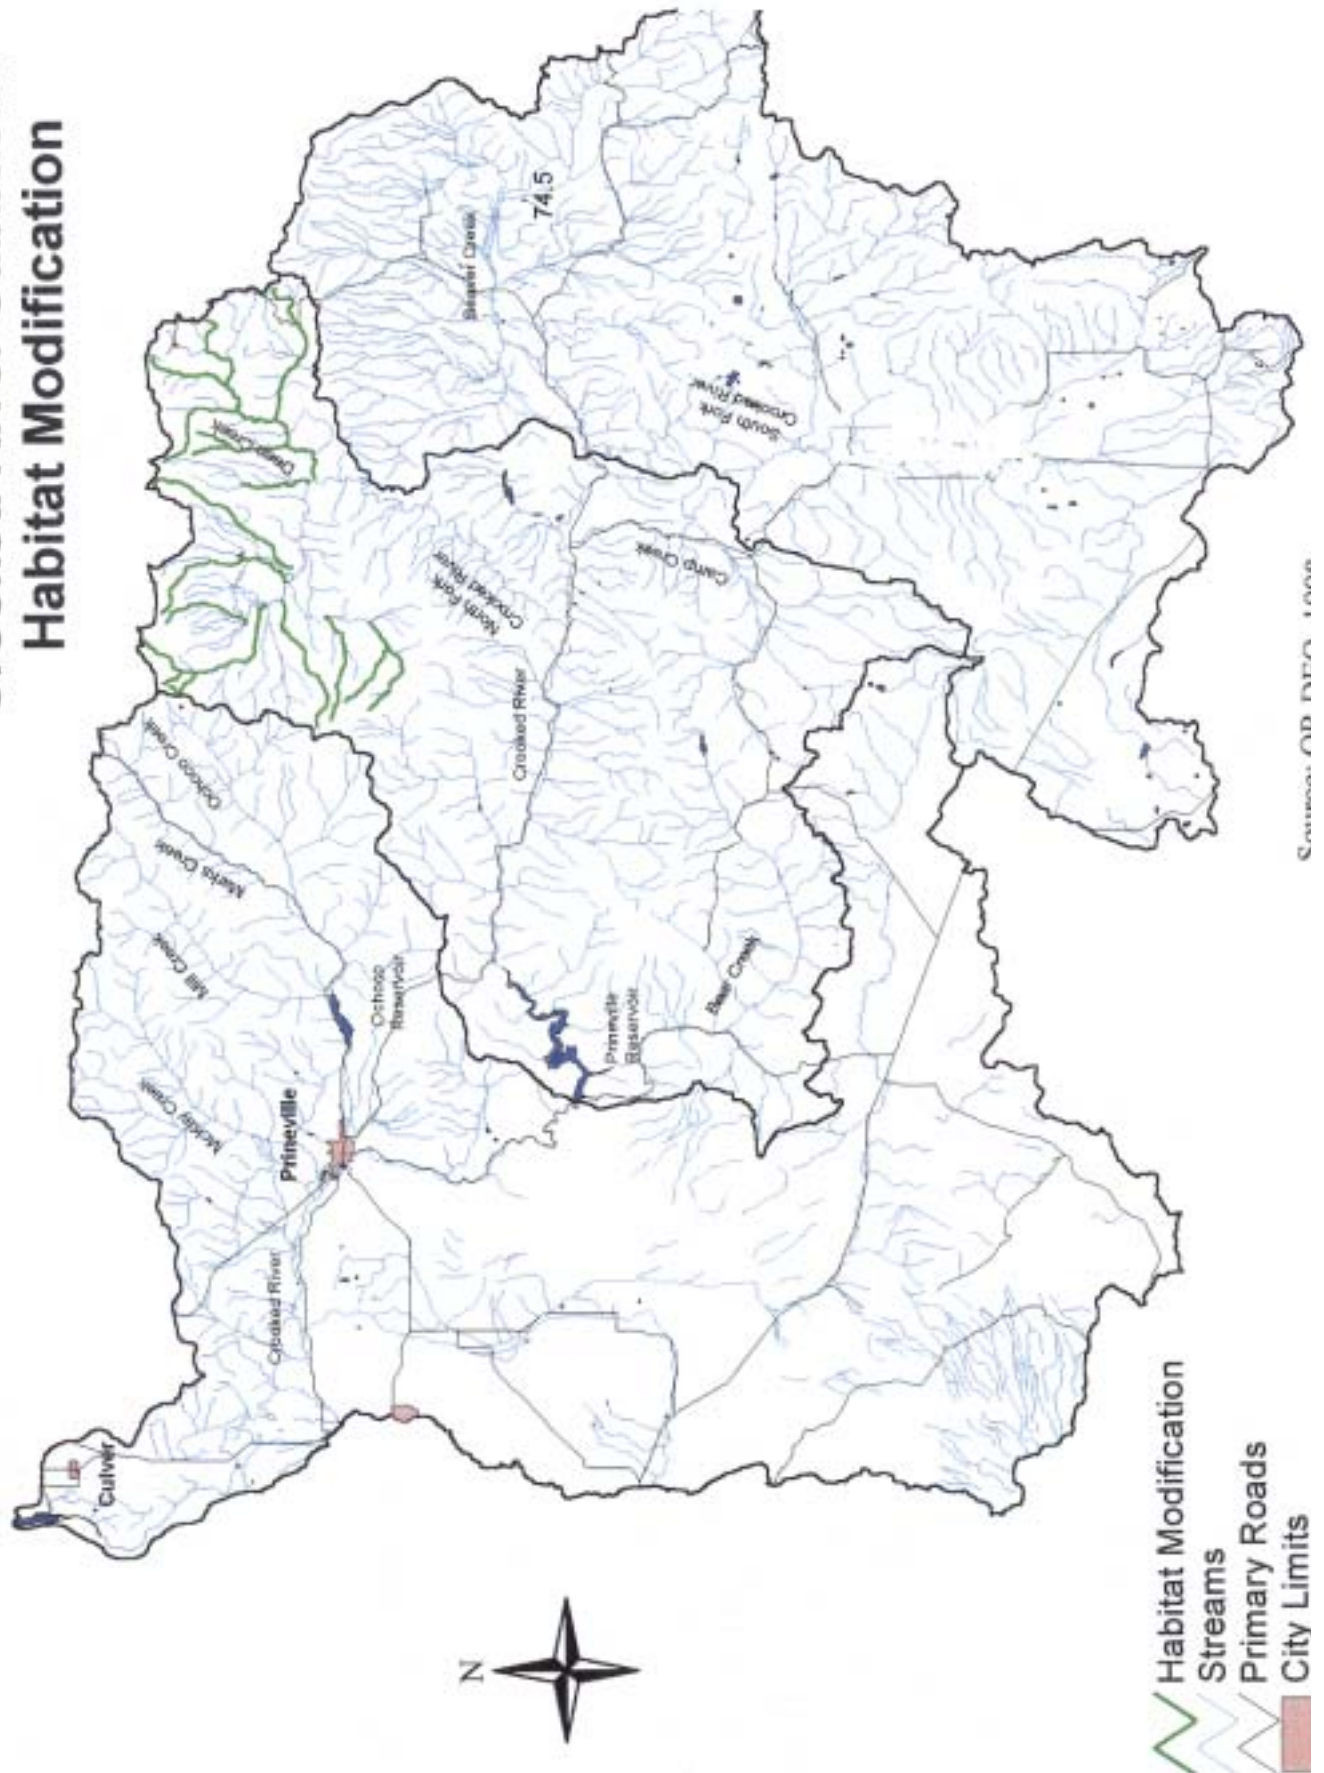 Habitat Modification
Deep Creek
Beaver Creek
74.5
South Fork
Crooked River
North Fork
Crooked River
Camp Creek
Crooked River
Ochoco Creek
Marks Creek
Mill Creek
McKay Creek
Ochoco
Reservoir
Prineville
Prineville
Reservoir
Bear Creek
Crooked River
Culver
N
Habitat Modification
Streams
Primary Roads
City Limits